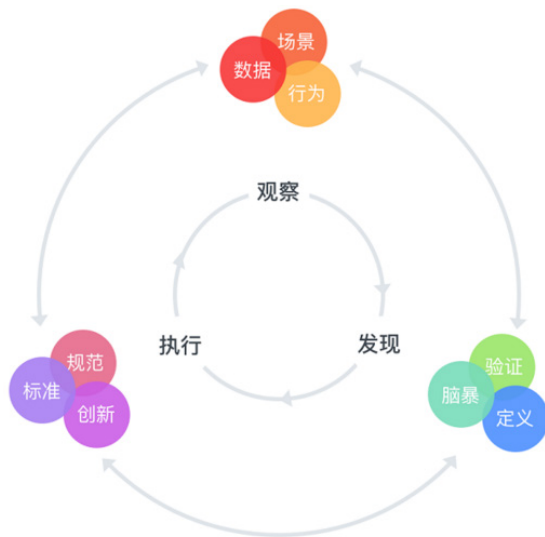 场景
数据
行为
观察
执行
发现
规范
标准
创新
验证
脑暴
定义